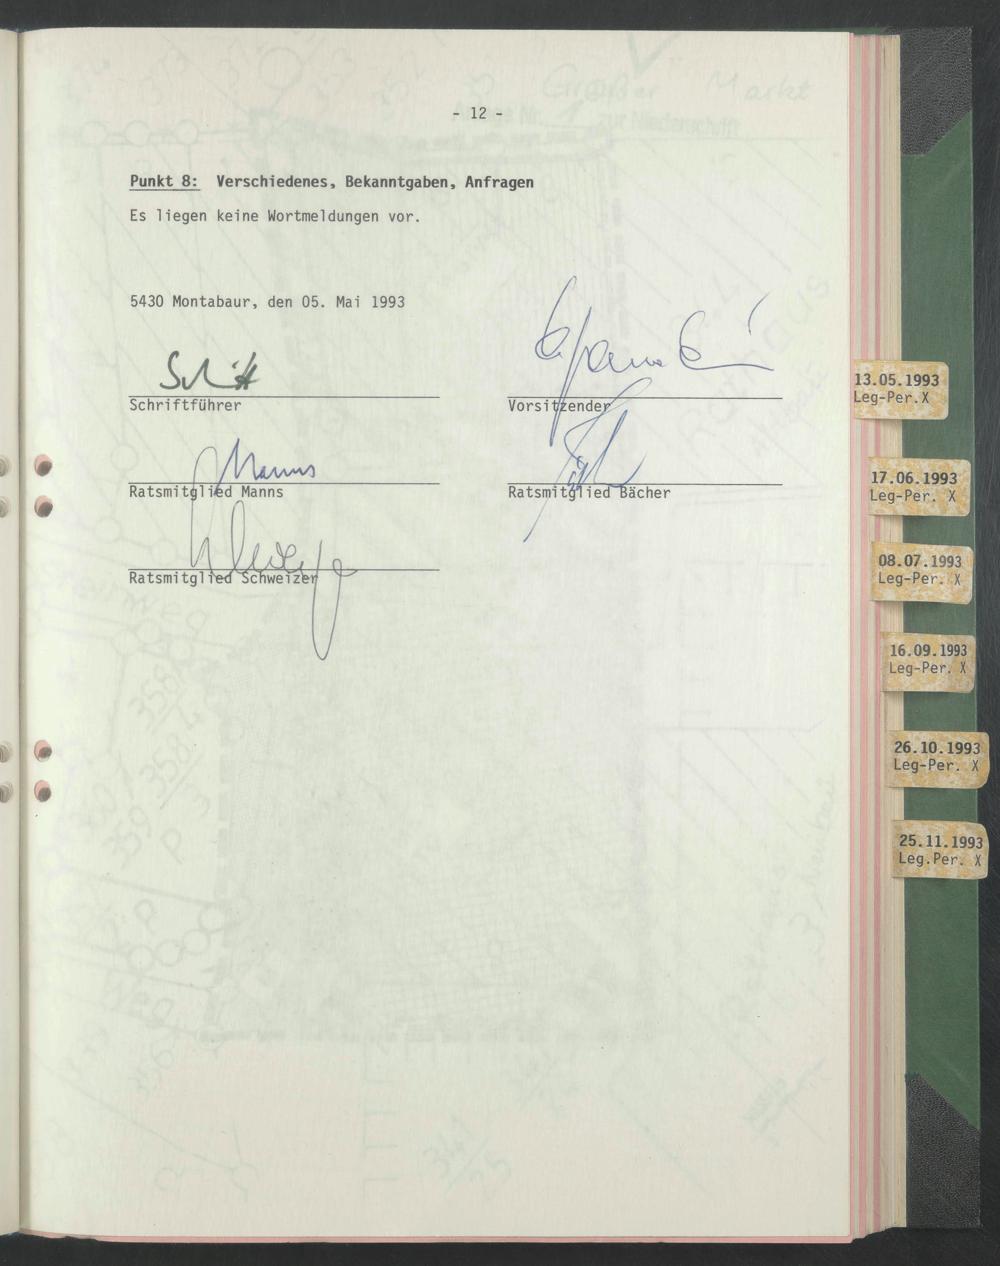 - 12 -
Punkt 8: Verschiedenes, Bekanntgaben, Anfragen
Es liegen keine Wortmeldungen vor.
5430 Montabaur, den 05. Mai 1993
Schriftführer
Vorsitzender
Manns
Ratsmitglied Manns
Ratsmitglied Bächer
Ratsmitglied Schweizer
13.05.1993
Leg-Per.X
17.06.1993
Leg-Per. X
08.07.1993
Leg-Per. X
16.09.1993
Leg-Per. X
26.10.1993
Leg-Per. X
25.11.1993
Leg.Per. X